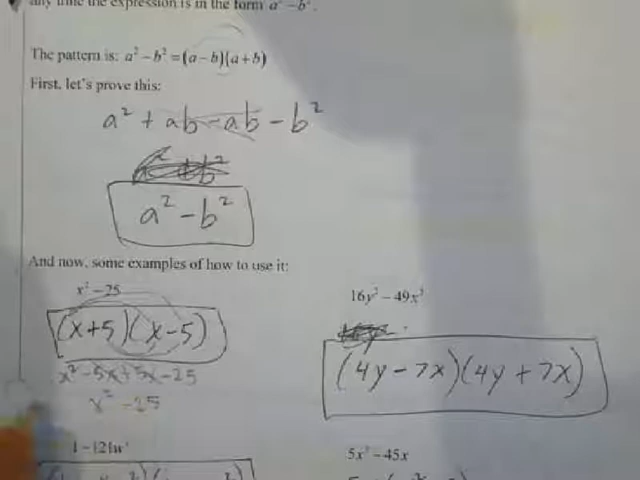 any time the expression is in the form a² - b².
The pattern is: a² - b² = (a - b)(a + b)
First, let's prove this:
a² + ab - ab - b²
a² - b²
And now, some examples of how to use it:
x² - 25
16y² - 49x²
(x+5)(x-5)
(4y - 7x)(4y + 7x)
x² - 5x + 5x - 25
x² - 25
5x³ - 45x